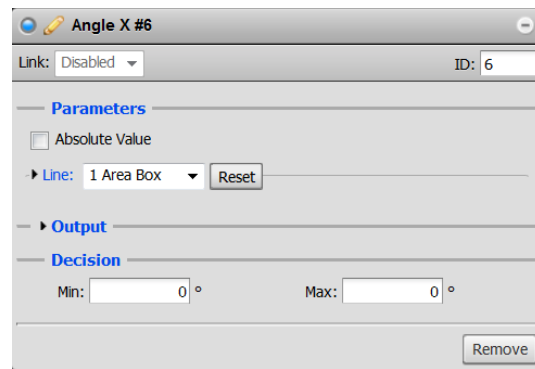 Angle X #6
Link: Disabled ID: 6
Parameters
Absolute Value
Line: 1 Area Box Reset
Output
Decision
Min: 0 ° Max: 0 °
Remove